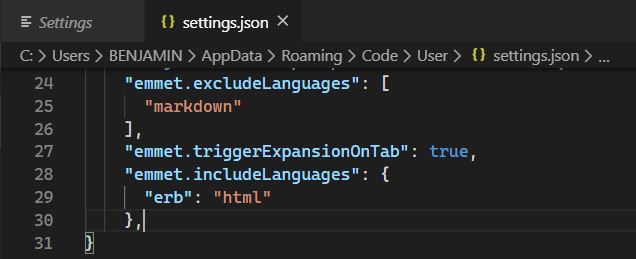 Settings
{} settings.json ×
C: > Users > BENJAMIN > AppData > Roaming > Code > User > {} settings.json > ...
24 "emmet.excludeLanguages": [
25 "markdown"
26 ],
27 "emmet.triggerExpansionOnTab": true,
28 "emmet.includeLanguages": {
29 "erb": "html"
30 },
31 }